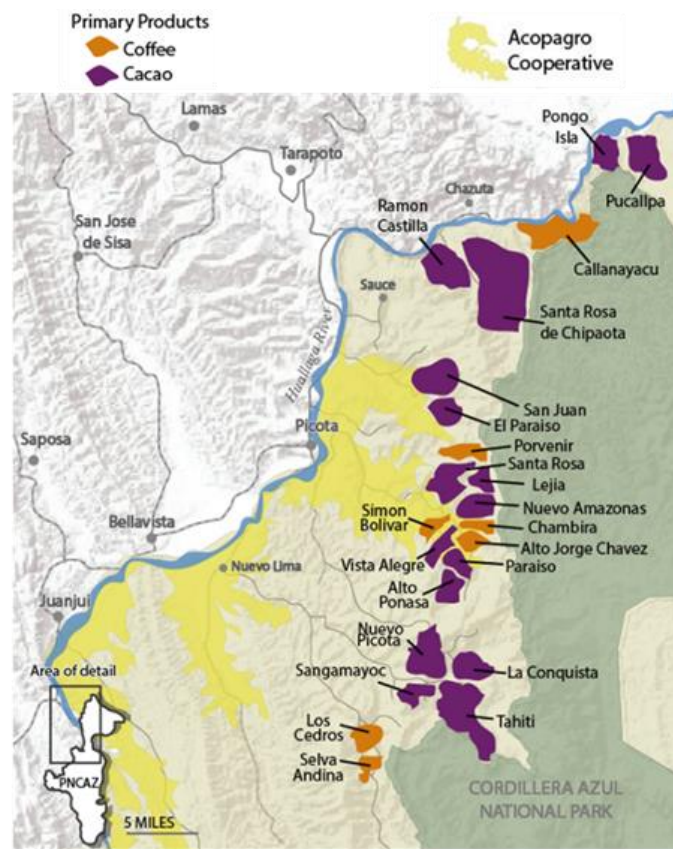 Primary Products
Coffee
Cacao
Acopagro
Cooperative
Lamas
Pongo
Isla
Tarapoto
Chazuta
Pucallpa
Ramon
Castilla
San Jose
de Sisa
Callanayacu
Sauce
Santa Rosa
de Chipaota
Huallaga River
San Juan
El Paraiso
Picota
Porvenir
Saposa
Santa Rosa
Lejia
Nuevo Amazonas
Simon
Bolivar
Bellavista
Chambira
Alto Jorge Chavez
Vista Alegre
Paraiso
Nuevo Lima
Alto
Ponasa
Juanjui
Nuevo
Picota
Area of detail
Sangamayoc
La Conquista
Los
Cedros
Tahiti
Selva
Andina
PNCAZ
CORDILLERA AZUL
NATIONAL PARK
5 MILES